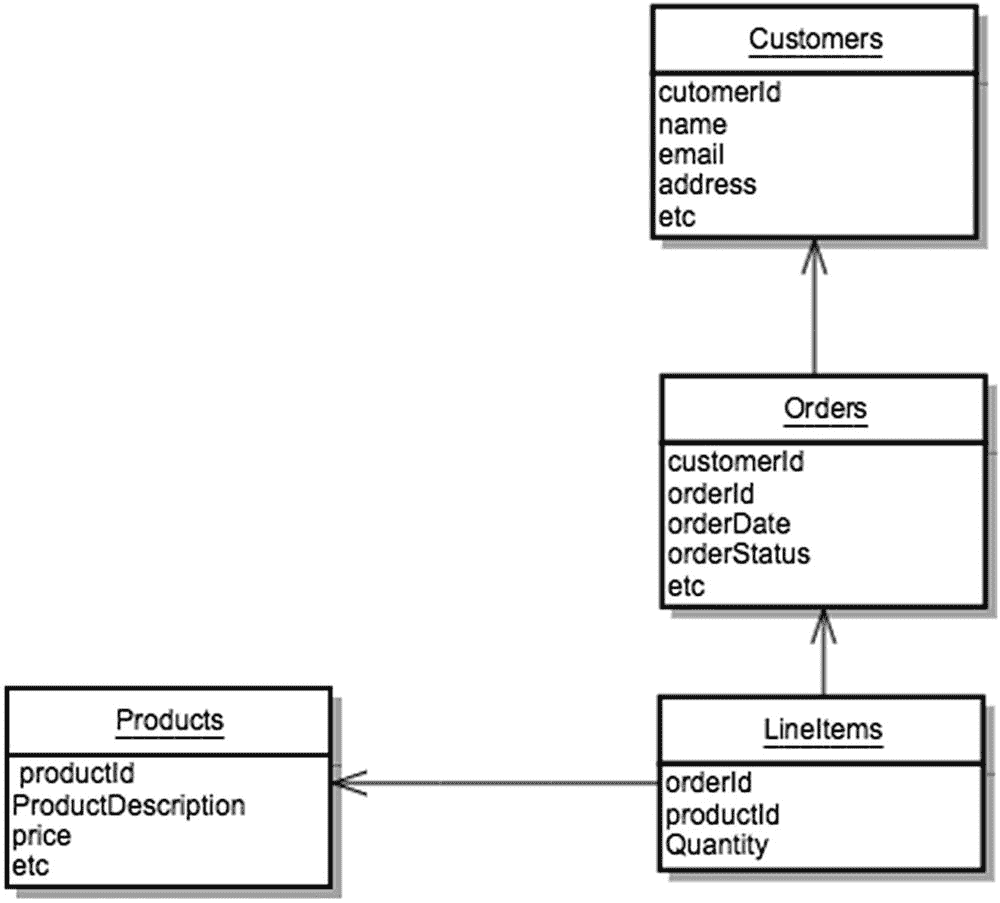 Customers
cutomerId
name
email
address
etc
Orders
customerId
orderId
orderDate
orderStatus
etc
Products
productId
ProductDescription
price
etc
LineItems
orderId
productId
Quantity